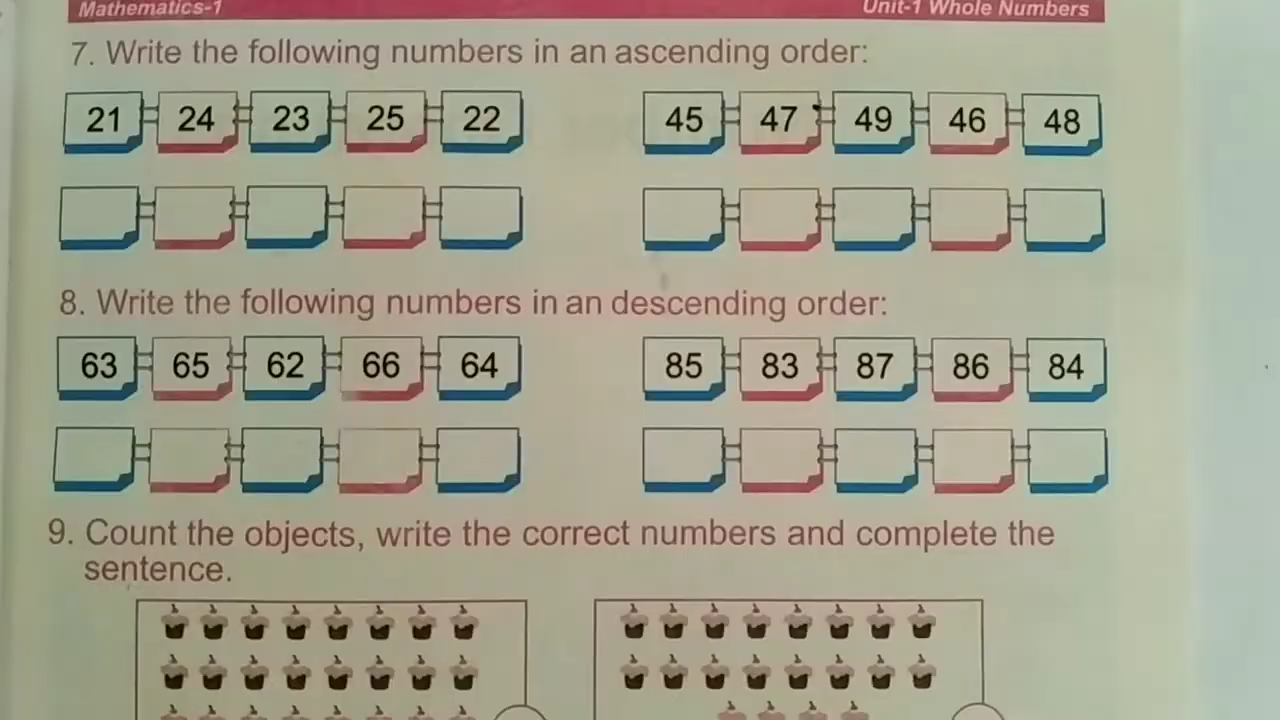 Mathematics-1 Unit-1 Whole Numbers
7. Write the following numbers in an ascending order:
21 24 23 25 22 45 47 49 46 48
8. Write the following numbers in an descending order:
63 65 62 66 64 85 83 87 86 84
9. Count the objects, write the correct numbers and complete the
sentence.